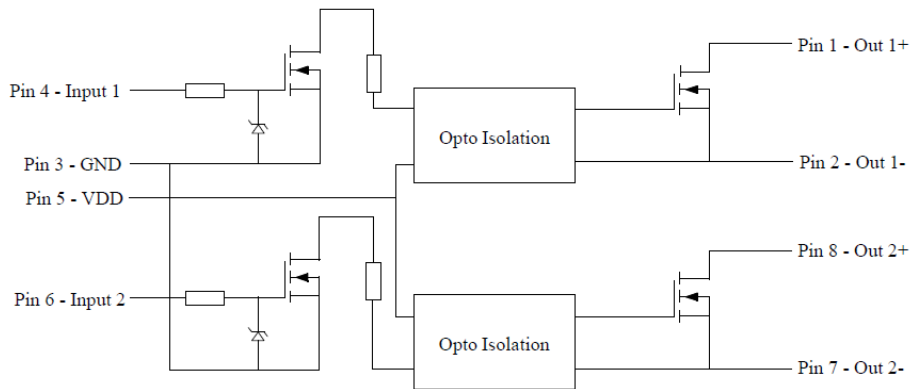 Pin 1 - Out 1+
Pin 4 - Input 1
Opto Isolation
Pin 3 - GND
Pin 2 - Out 1-
Pin 5 - VDD
Pin 8 - Out 2+
Pin 6 - Input 2
Opto Isolation
Pin 7 - Out 2-